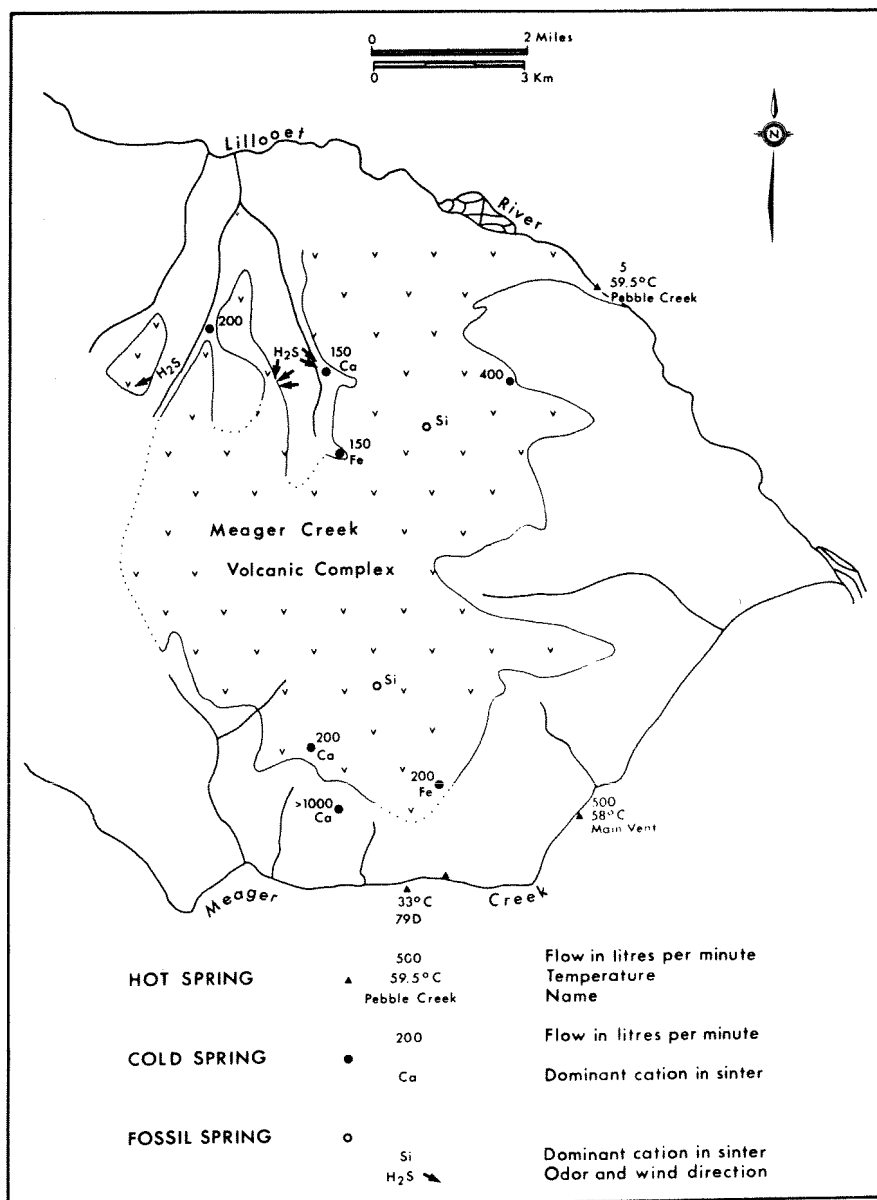 0 2 Miles
0 3 Km
N
Lillooet
River
5
59.5°C
Pebble Creek
200
H₂S
H₂S
150
Ca
400
Si
150
Fe
Meager Creek
Volcanic Complex
Si
200
Ca
200
Fe
>1000
Ca
500
58°C
Main Vent
Meager Creek
33°C
79D
500 Flow in litres per minute
HOT SPRING 59.5°C Temperature
Pebble Creek Name
200 Flow in litres per minute
COLD SPRING
Ca Dominant cation in sinter
FOSSIL SPRING
Si Dominant cation in sinter
H₂S Odor and wind direction